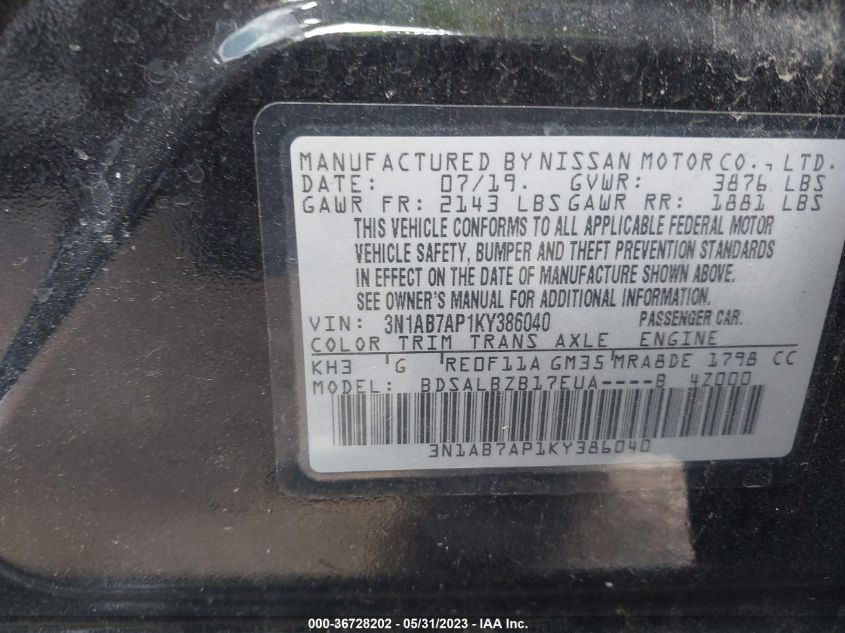 MANUFACTURED BY NISSAN MOTOR CO., LTD.
DATE: 07/19. GVWR: 3876 LBS
GAWR FR: 2143 LBS GAWR RR: 1881 LBS
THIS VEHICLE CONFORMS TO ALL APPLICABLE FEDERAL MOTOR
VEHICLE SAFETY, BUMPER AND THEFT PREVENTION STANDARDS
IN EFFECT ON THE DATE OF MANUFACTURE SHOWN ABOVE.
SEE OWNER'S MANUAL FOR ADDITIONAL INFORMATION.
VIN: 3N1AB7AP1KY386040 PASSENGER CAR.
COLOR TRIM TRANS AXLE ENGINE
KH3 G RE0F11A GM35 MRA8DE 1798 CC
MODEL: BDSALBZB17EUA----B 4Z000
3N1AB7AP1KY386040
000-36728202 - 05/31/2023 - IAA Inc.